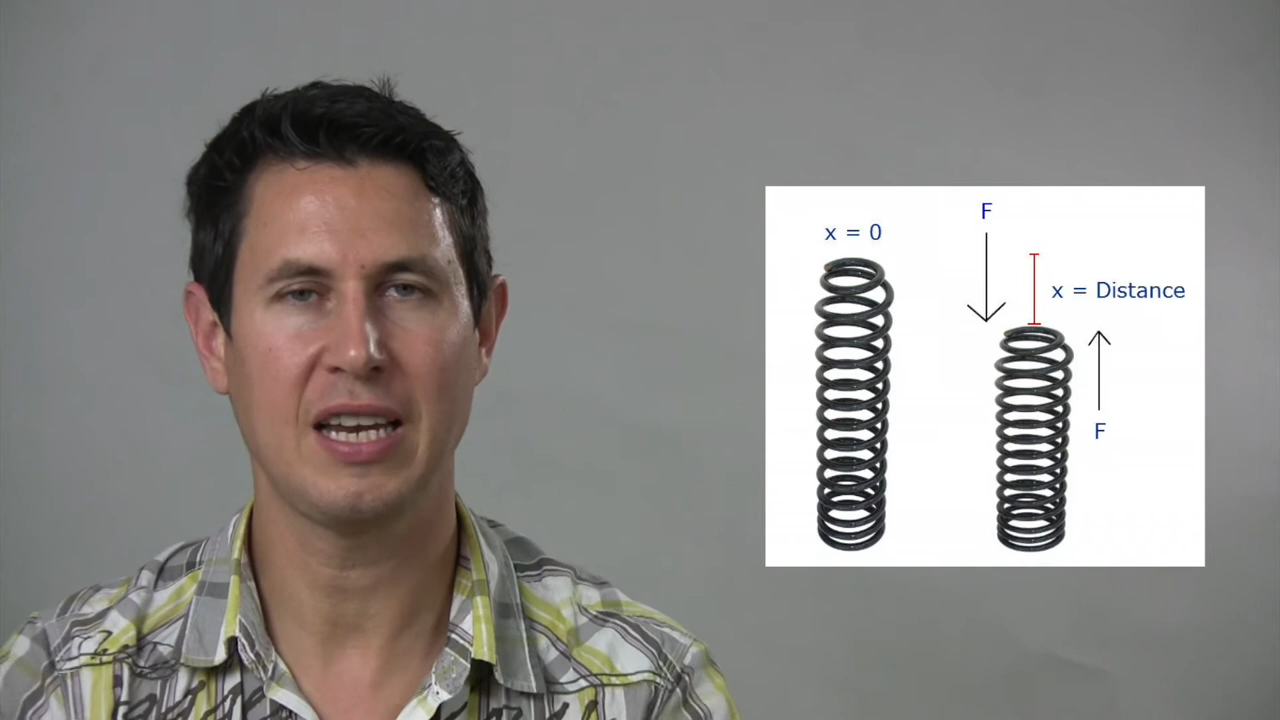 x = 0
F
x = Distance
F